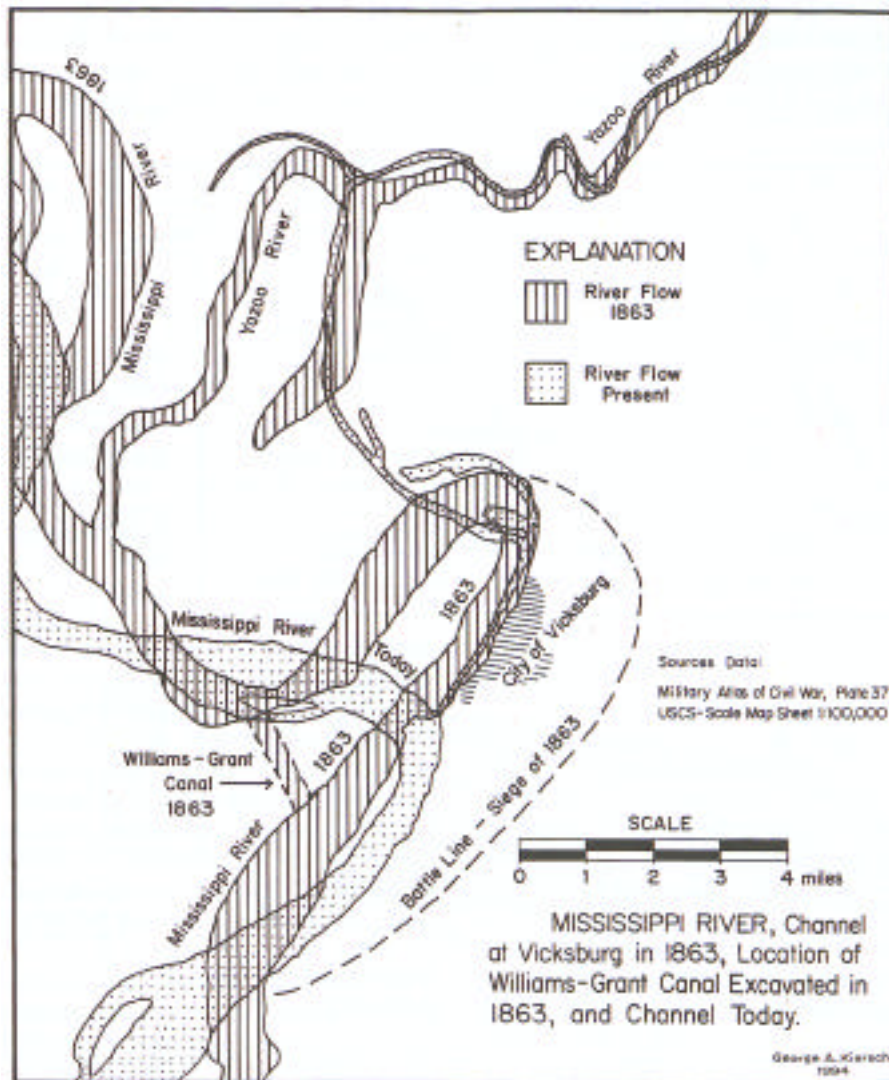 1863
River
Mississippi
Yazoo River
Yazoo River
EXPLANATION
River Flow
1863
River Flow
Present
Mississippi River
Today
1863
City of Vicksburg
Sources Data:
Military Atlas of Civil War, Plate 37
USCS-Scale Map Sheet 1:100,000
Williams-Grant
Canal
1863
1863
Mississippi River
Battle Line - Siege of 1863
SCALE
0 1 2 3 4 miles
MISSISSIPPI RIVER, Channel
at Vicksburg in 1863, Location of
Williams-Grant Canal Excavated in
1863, and Channel Today.
George A. Kiersch
1994